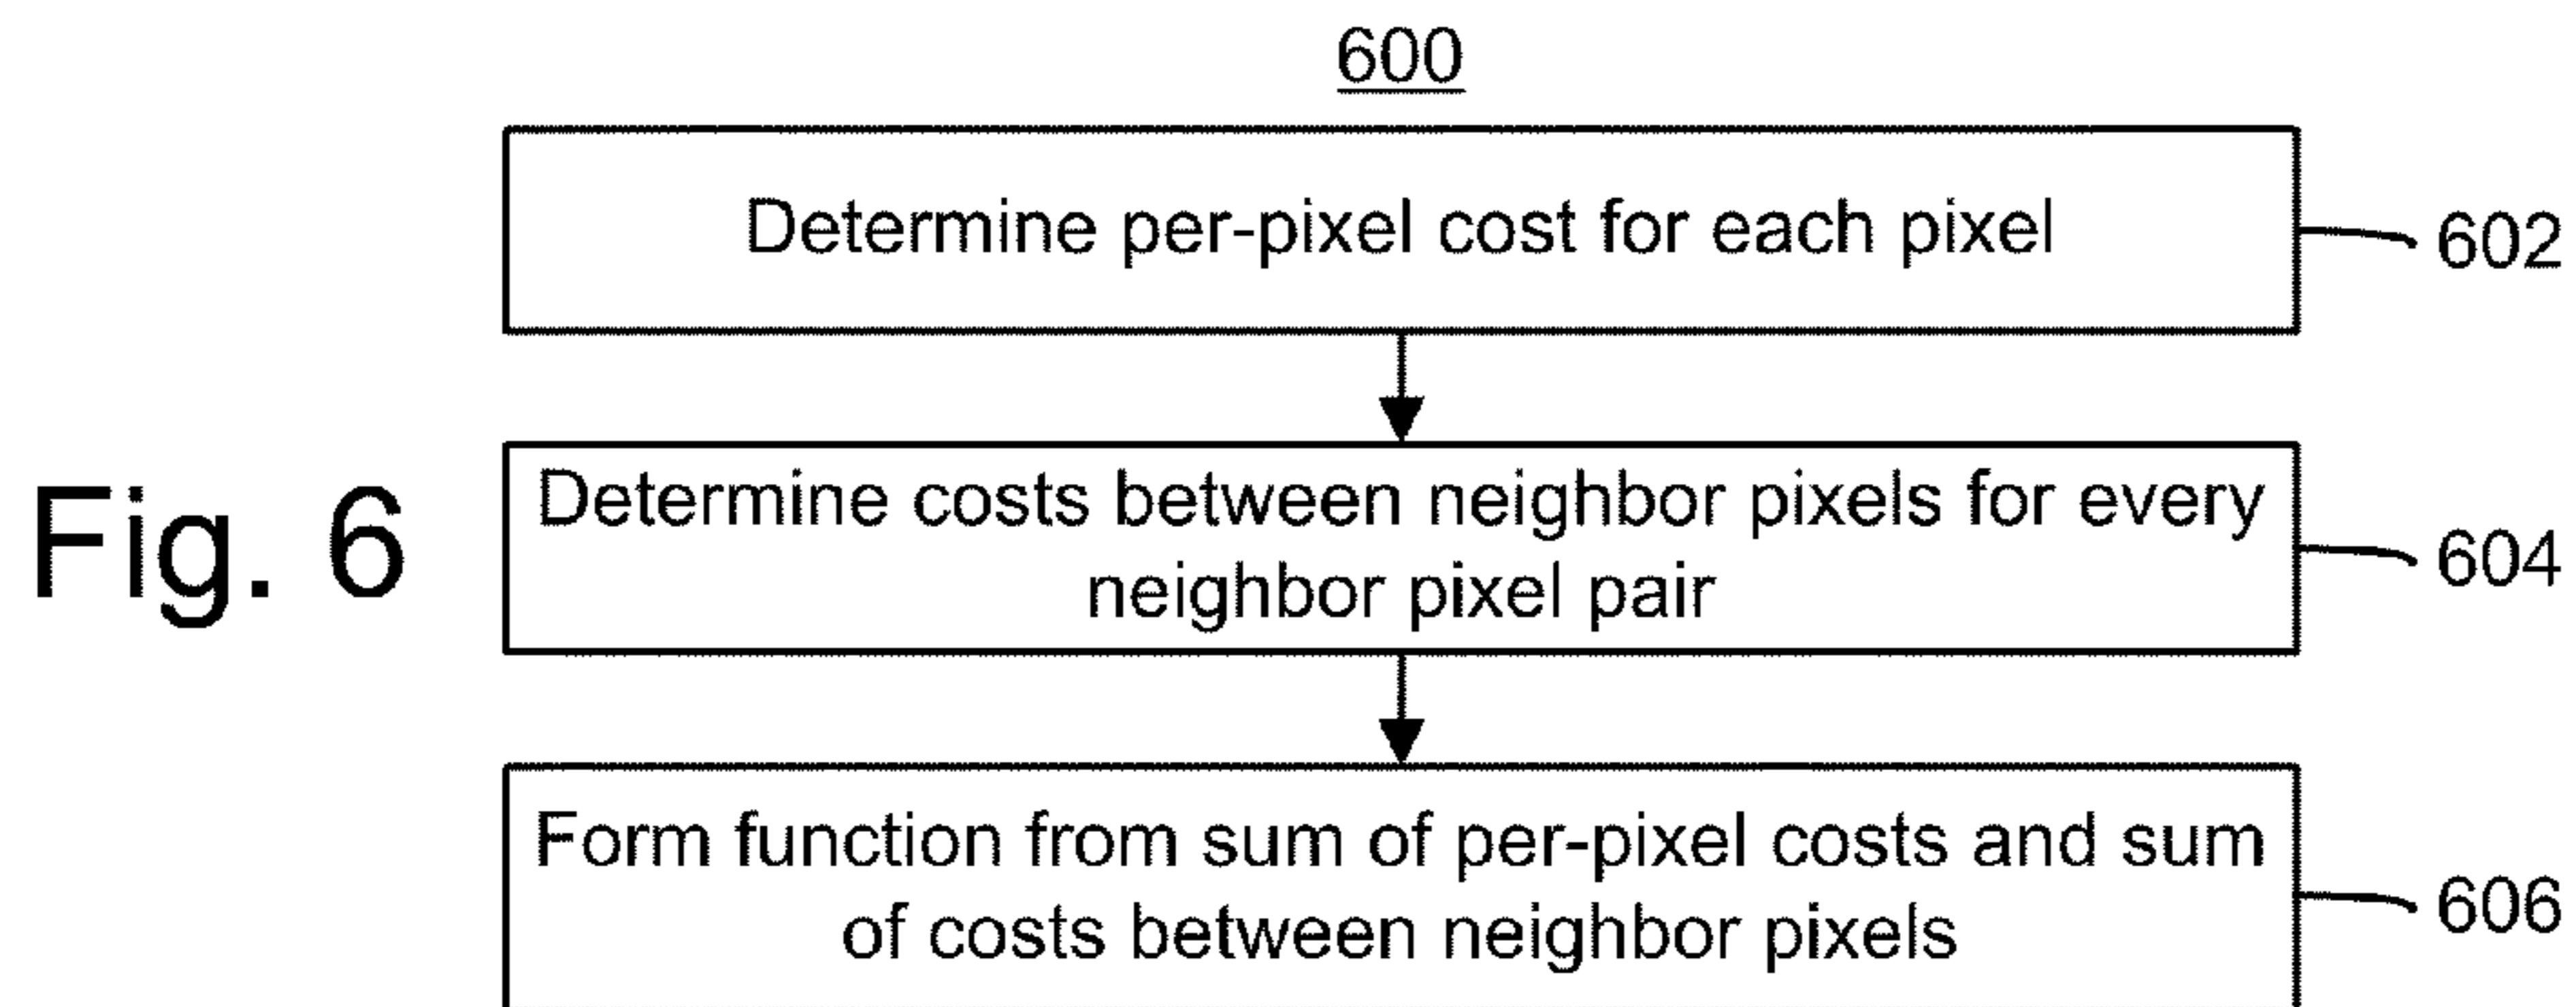 600
Determine per-pixel cost for each pixel
602
Fig. 6
Determine costs between neighbor pixels for every
neighbor pixel pair
604
Form function from sum of per-pixel costs and sum
of costs between neighbor pixels
606